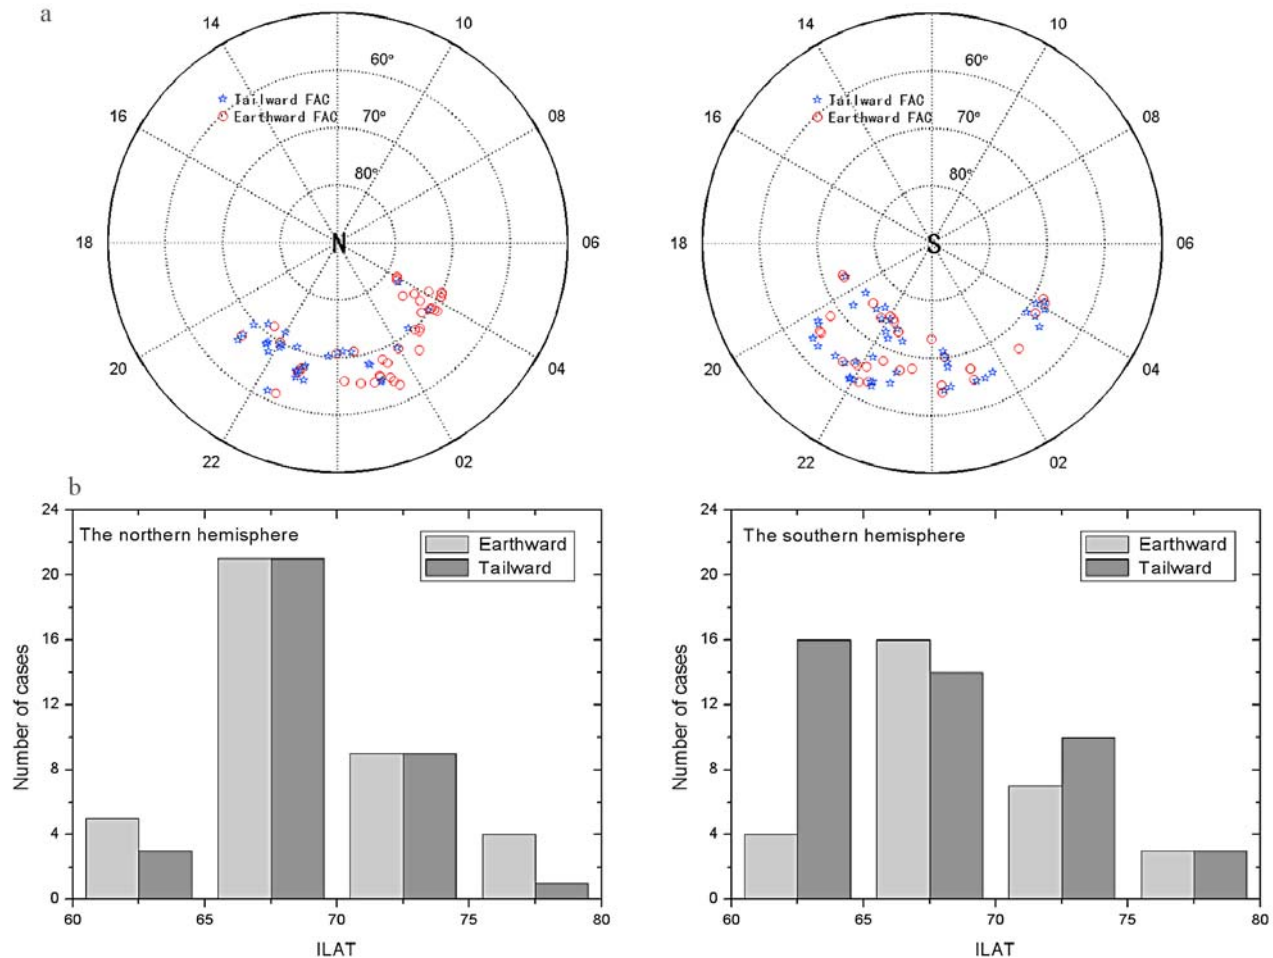 a
14
10
16
08
18
06
20
04
22
02
60°
70°
80°
N
Tailward FAC
Earthward FAC
14
10
16
08
18
06
20
04
22
02
60°
70°
80°
S
Tailward FAC
Earthward FAC
b
The northern hemisphere
Earthward
Tailward
Number of cases
24
20
16
12
8
4
0
60
65
70
75
80
ILAT
The southern hemisphere
Earthward
Tailward
Number of cases
24
20
16
12
8
4
0
60
65
70
75
80
ILAT